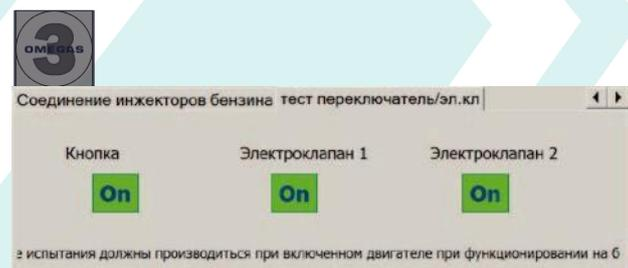 3
OMEGAS
Соединение инжекторов бензина тест переключатель/эл.кл
Кнопка Электроклапан 1 Электроклапан 2
On On On
испытания должны производиться при включенном двигателе при функционировании на